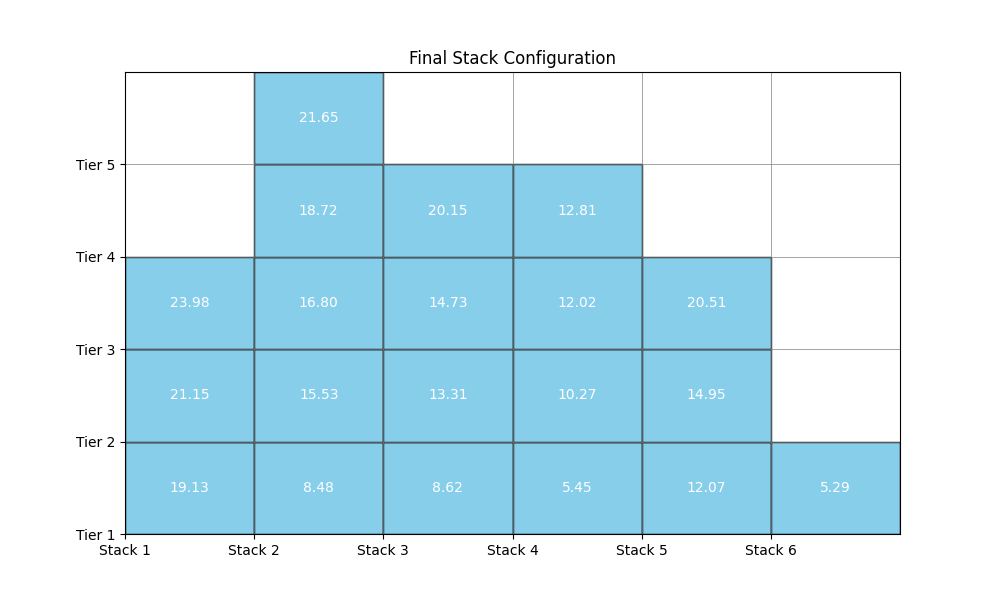 Final Stack Configuration
21.65
Tier 5
18.72 20.15 12.81
Tier 4
23.98 16.80 14.73 12.02 20.51
Tier 3
21.15 15.53 13.31 10.27 14.95
Tier 2
19.13 8.48 8.62 5.45 12.07 5.29
Tier 1
Stack 1 Stack 2 Stack 3 Stack 4 Stack 5 Stack 6